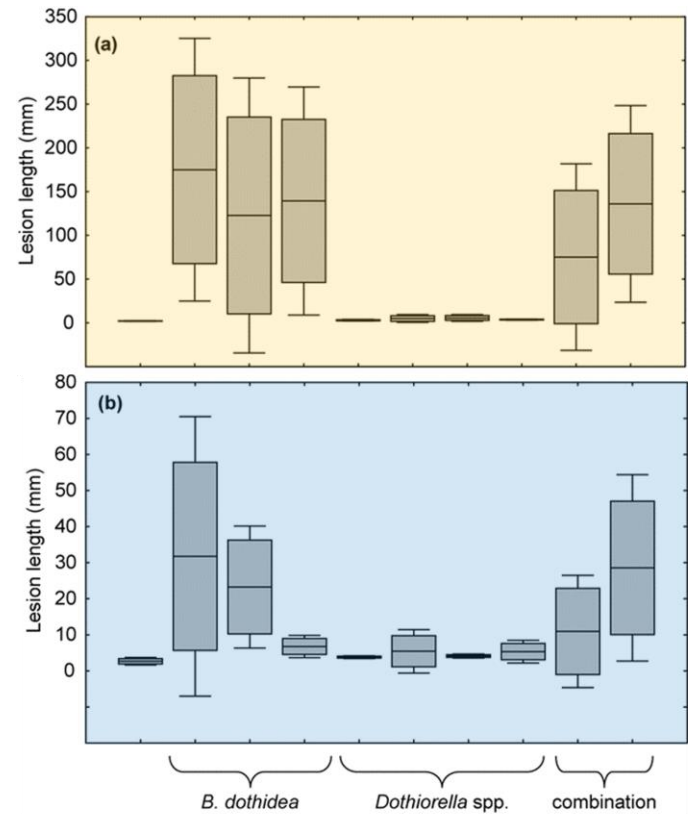 (a)
Lesion length (mm)
350
300
250
200
150
100
50
0
(b)
Lesion length (mm)
80
70
60
50
40
30
20
10
0
B. dothidea
Dothiorella spp.
combination